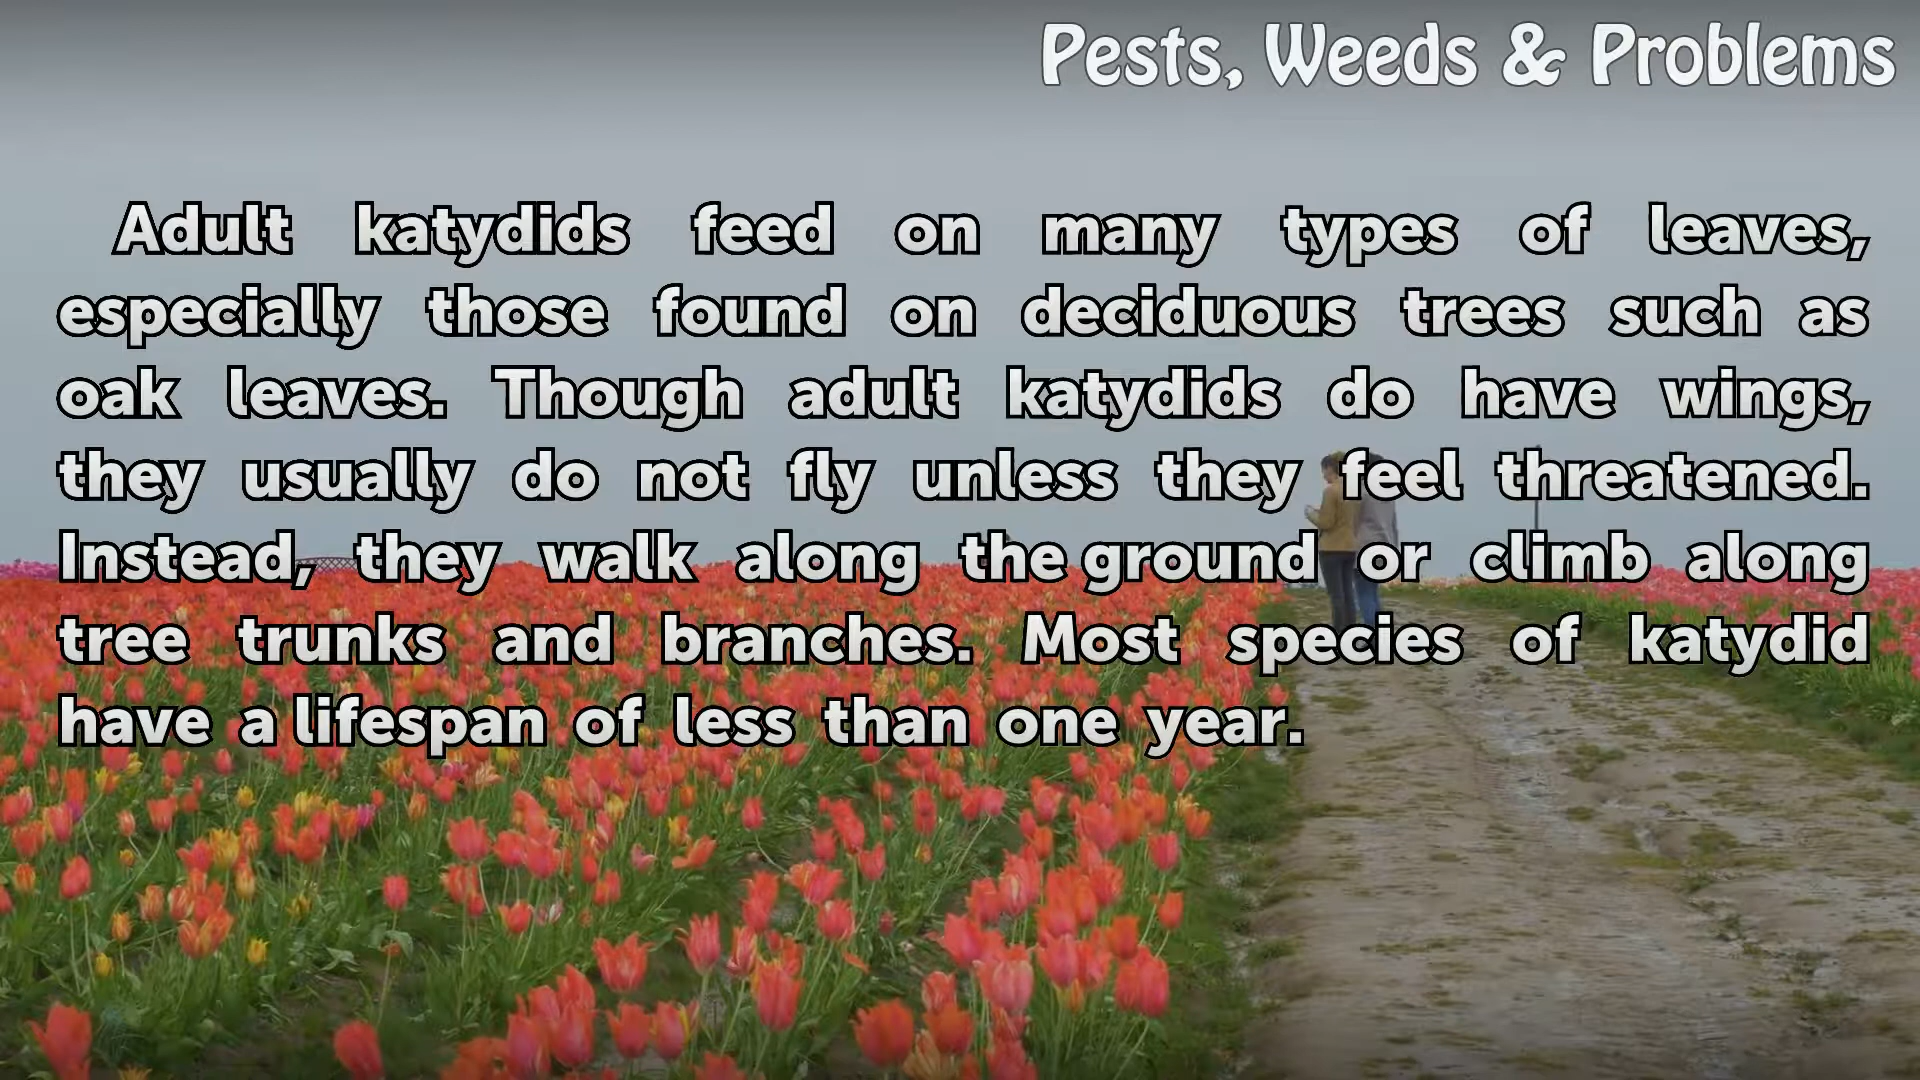 Pests, Weeds & Problems
Adult katydids feed on many types of leaves,
especially those found on deciduous trees such as
oak leaves. Though adult katydids do have wings,
they usually do not fly unless they feel threatened.
Instead, they walk along the ground or climb along
tree trunks and branches. Most species of katydid
have a lifespan of less than one year.